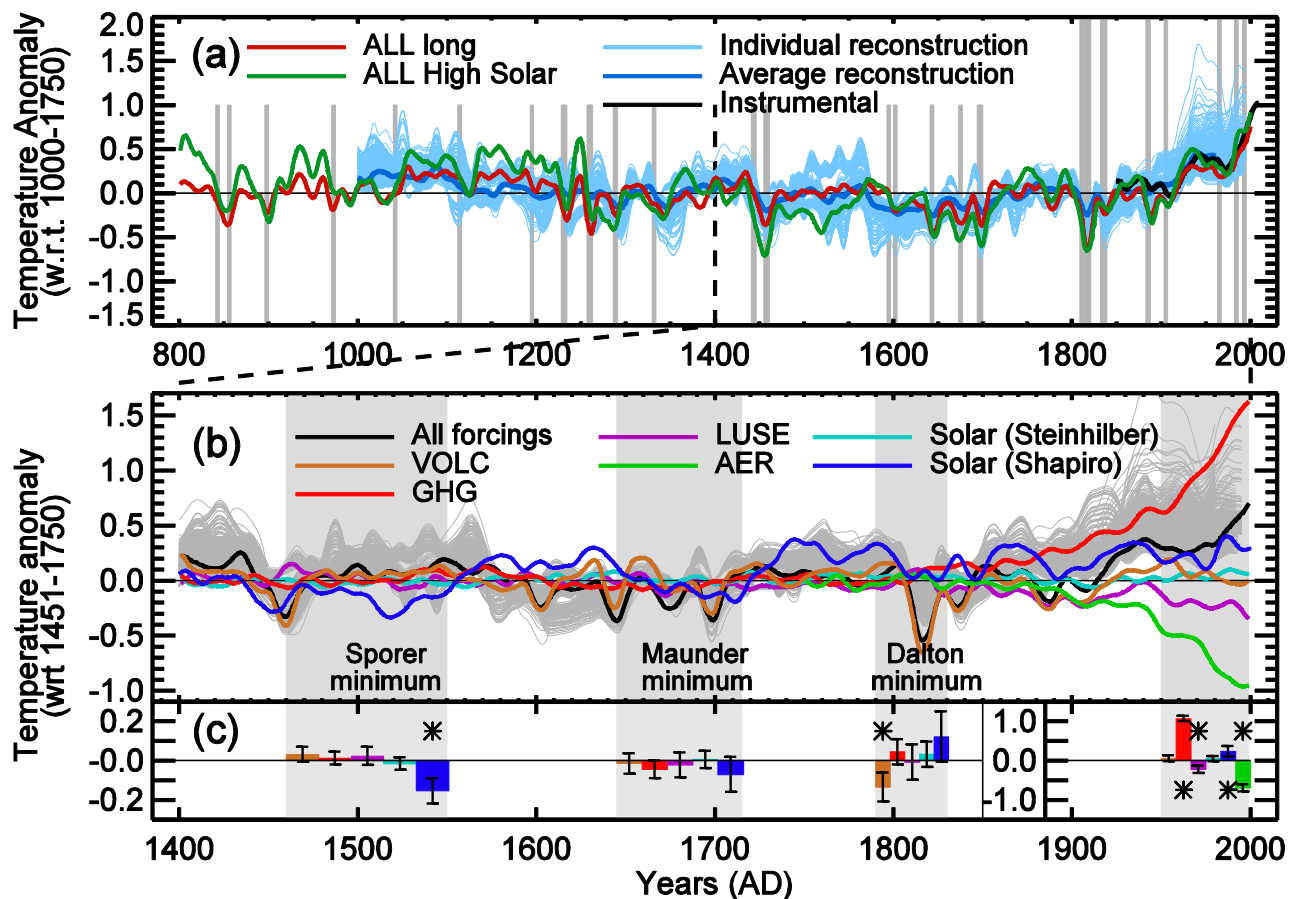 2.0
1.5
1.0
0.5
0.0
-0.5
-1.0
-1.5
Temperature Anomaly
(w.r.t. 1000-1750)
(a)
ALL long
ALL High Solar
Individual reconstruction
Average reconstruction
Instrumental
800 1000 1200 1400 1600 1800 2000
1.5
1.0
0.5
0.0
-0.5
-1.0
Temperature anomaly
(wrt 1451-1750)
(b)
All forcings
VOLC
GHG
LUSE
AER
Solar (Steinhilber)
Solar (Shapiro)
Sporer
minimum
Maunder
minimum
Dalton
minimum
(c)
0.2
-0.0
-0.2
1.0
0.0
-1.0
1400 1500 1600 1700 1800 1900 2000
Years (AD)